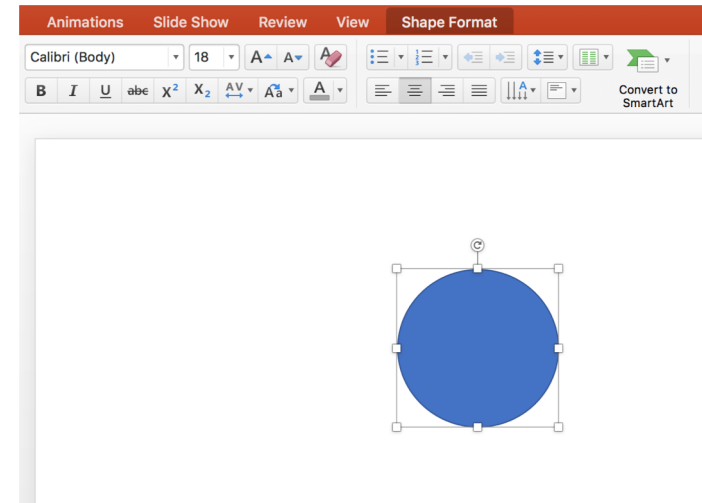 Animations Slide Show Review View Shape Format
Calibri (Body) 18 A A A
B I U abc X2 X2 AV Aa A A
Convert to
SmartArt